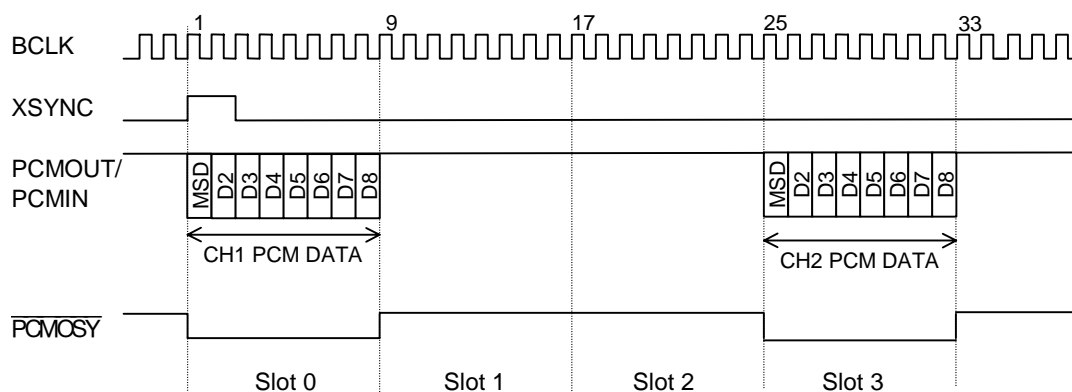 1 9 17 25 33
BCLK
XSYNC
PCMOUT/
PCMIN
MSD D2 D3 D4 D5 D6 D7 D8 MSD D2 D3 D4 D5 D6 D7 D8
CH1 PCM DATA CH2 PCM DATA
PCMOSY
Slot 0 Slot 1 Slot 2 Slot 3